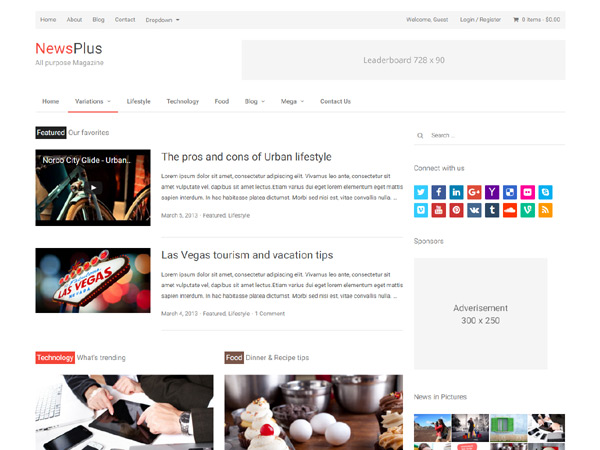 Home About Blog Contact Dropdown
Welcome, Guest Login / Register 0 items - $0.00
NewsPlus
All purpose Magazine
Leaderboard 728 x 90
Home Variations Lifestyle Technology Food Blog Mega Contact Us
Featured Our favorites
Search ...
Norco City Glide - Urban...
The pros and cons of Urban lifestyle
Lorem ipsum dolor sit amet, consectetur adipiscing elit. Vivamus leo ante, consectetur sit
amet vulputate vel, dapibus sit amet lectus.Etiam varius dui eget lorem elementum eget mattis
sapien interdum. In hac habitasse platea dictumst. Morbi sed nisl est, vitae convallis nulla. ...
March 5, 2013 · Featured, Lifestyle
Connect with us
LAS VEGAS
NEVADA
Las Vegas tourism and vacation tips
Lorem ipsum dolor sit amet, consectetur adipiscing elit. Vivamus leo ante, consectetur sit
amet vulputate vel, dapibus sit amet lectus.Etiam varius dui eget lorem elementum eget mattis
sapien interdum. In hac habitasse platea dictumst. Morbi sed nisl est, vitae convallis nulla. ...
March 4, 2013 · Featured, Lifestyle · 1 Comment
Sponsors
Advertisement
300 x 250
Technology What's trending
Food Dinner & Recipe tips
News in Pictures